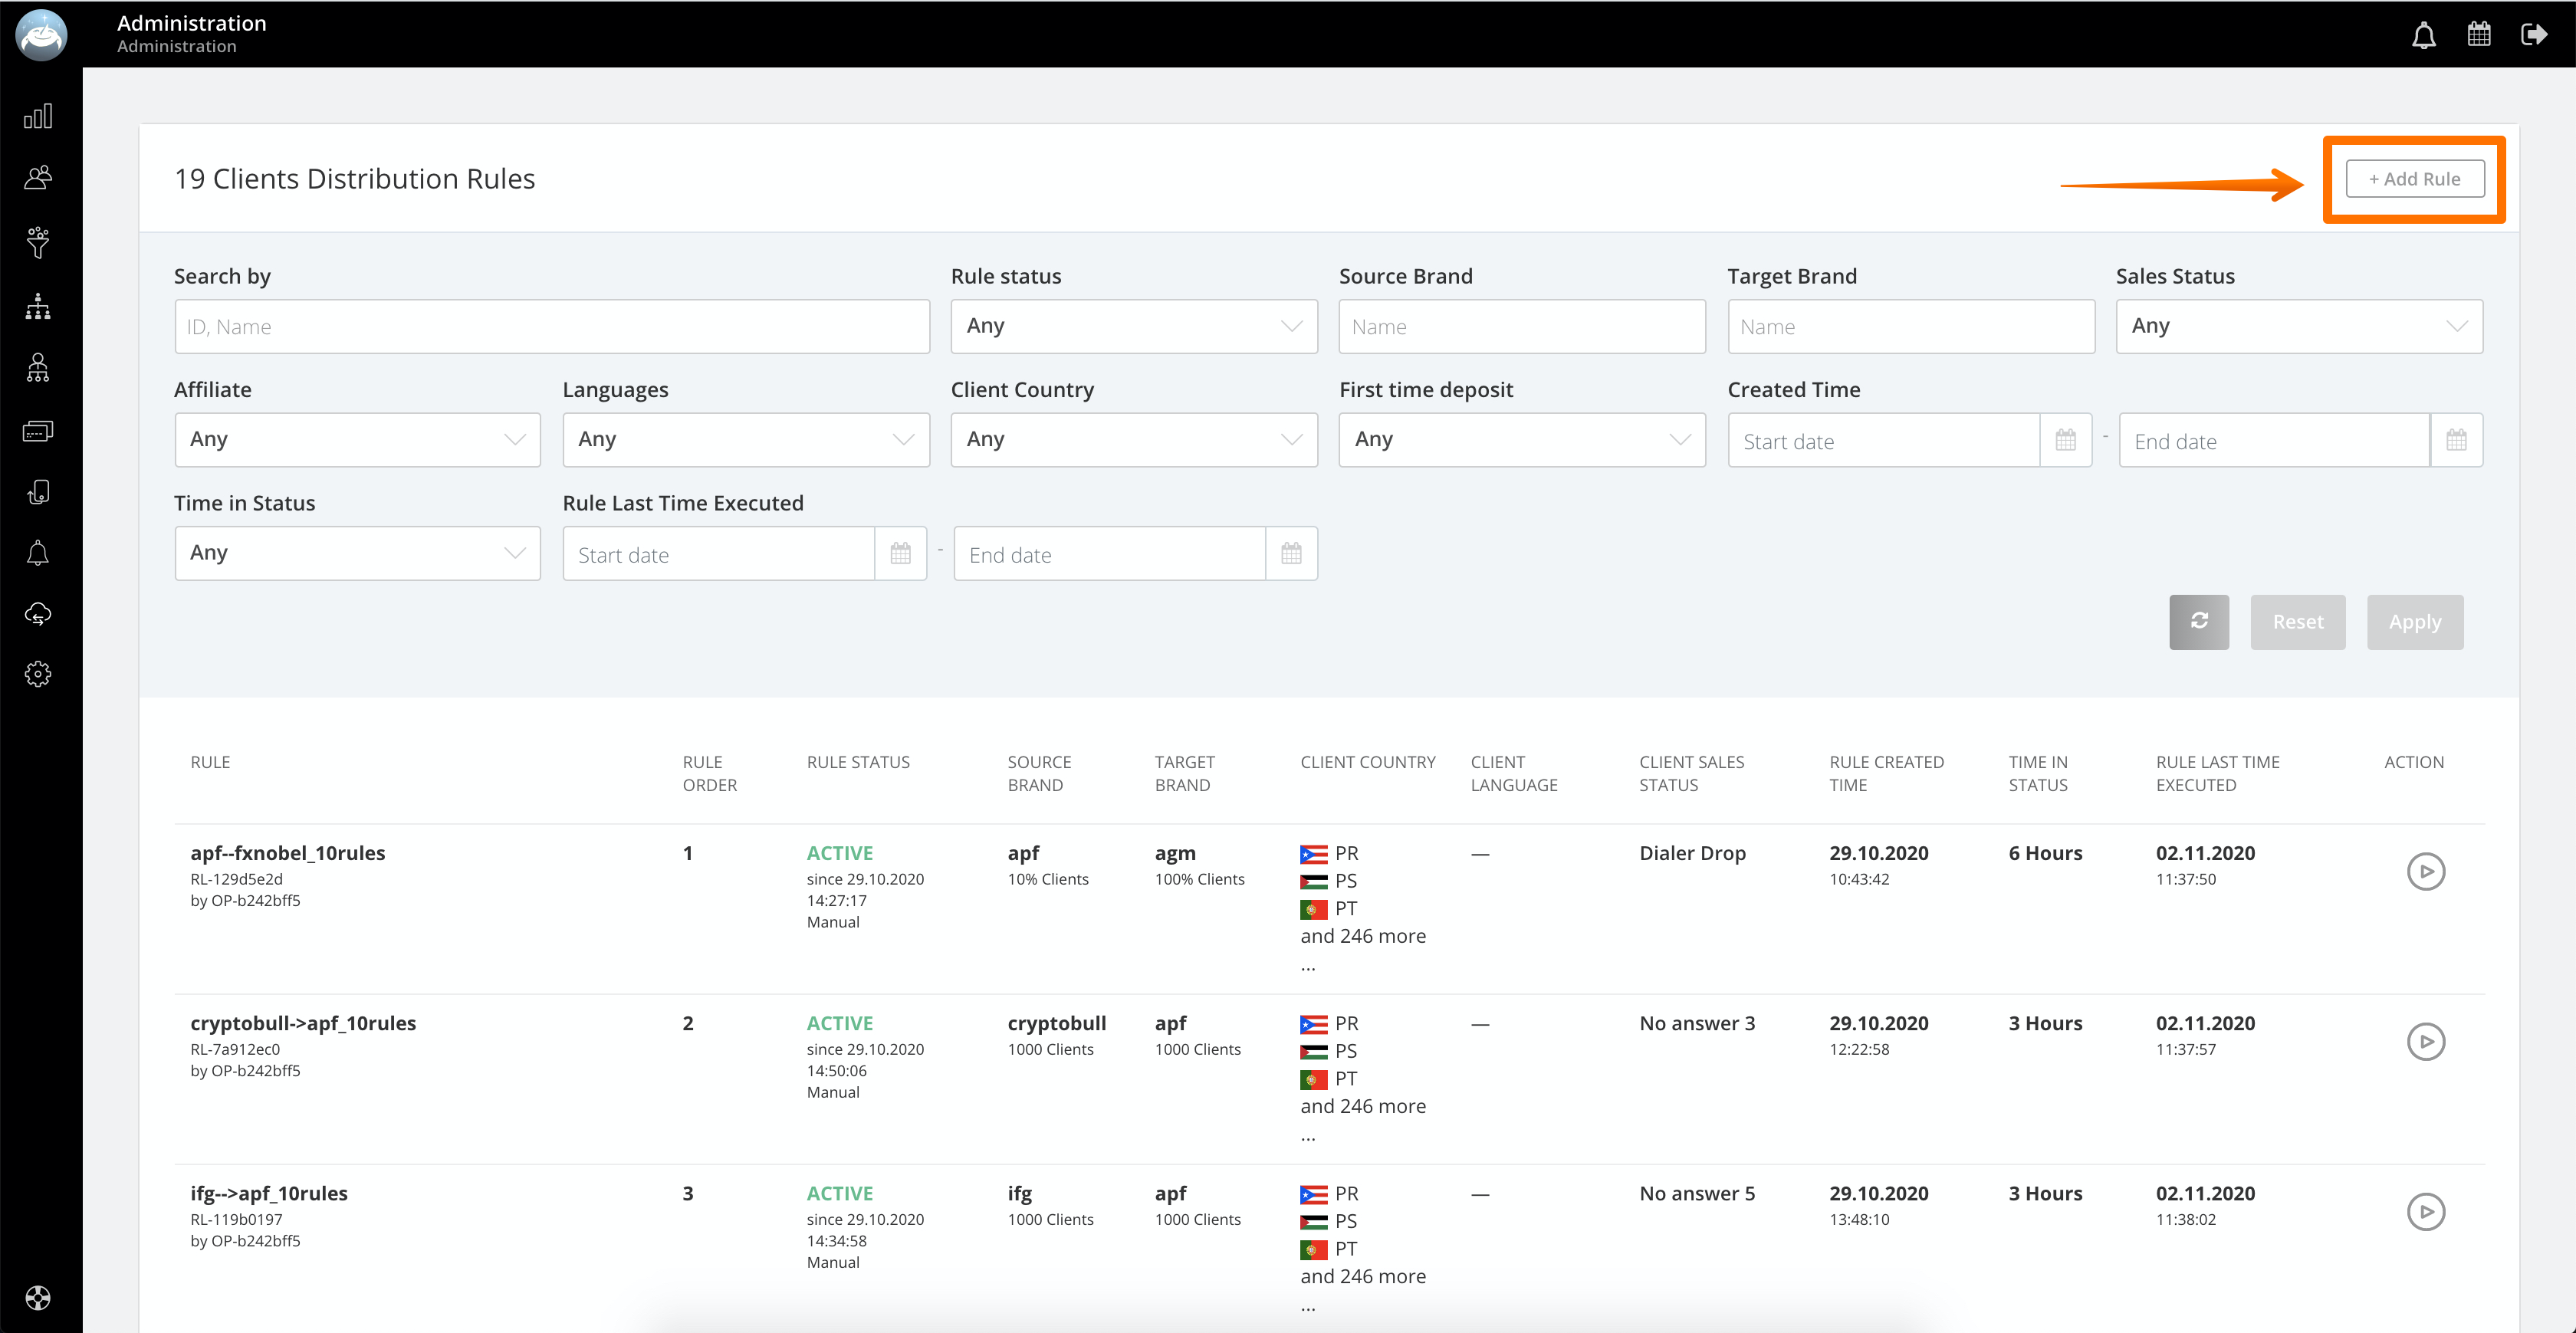 Administration
Administration
19 Clients Distribution Rules
+ Add Rule
Search by
Rule status
Source Brand
Target Brand
Sales Status
ID, Name
Any
Name
Name
Any
Affiliate
Languages
Client Country
First time deposit
Created Time
Any
Any
Any
Any
Start date
-
End date
Time in Status
Rule Last Time Executed
Any
Start date
-
End date
Reset
Apply
RULE
RULE
ORDER
RULE STATUS
SOURCE
BRAND
TARGET
BRAND
CLIENT COUNTRY
CLIENT
LANGUAGE
CLIENT SALES
STATUS
RULE CREATED
TIME
TIME IN
STATUS
RULE LAST TIME
EXECUTED
ACTION
apf--fxnobel_10rules
RL-129d5e2d
by OP-b242bff5
1
ACTIVE
since 29.10.2020
14:27:17
Manual
apf
10% Clients
agm
100% Clients
PR
PS
PT
and 246 more
...
—
Dialer Drop
29.10.2020
10:43:42
6 Hours
02.11.2020
11:37:50
cryptobull->apf_10rules
RL-7a912ec0
by OP-b242bff5
2
ACTIVE
since 29.10.2020
14:50:06
Manual
cryptobull
1000 Clients
apf
1000 Clients
PR
PS
PT
and 246 more
...
—
No answer 3
29.10.2020
12:22:58
3 Hours
02.11.2020
11:37:57
ifg-->apf_10rules
RL-119b0197
by OP-b242bff5
3
ACTIVE
since 29.10.2020
14:34:58
Manual
ifg
1000 Clients
apf
1000 Clients
PR
PS
PT
and 246 more
...
—
No answer 5
29.10.2020
13:48:10
3 Hours
02.11.2020
11:38:02